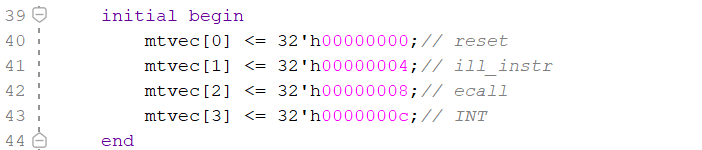 39 initial begin
40 mtvec[0] <= 32'h00000000;// reset
41 mtvec[1] <= 32'h00000004;// ill_instr
42 mtvec[2] <= 32'h00000008;// ecall
43 mtvec[3] <= 32'h0000000c;// INT
44 end